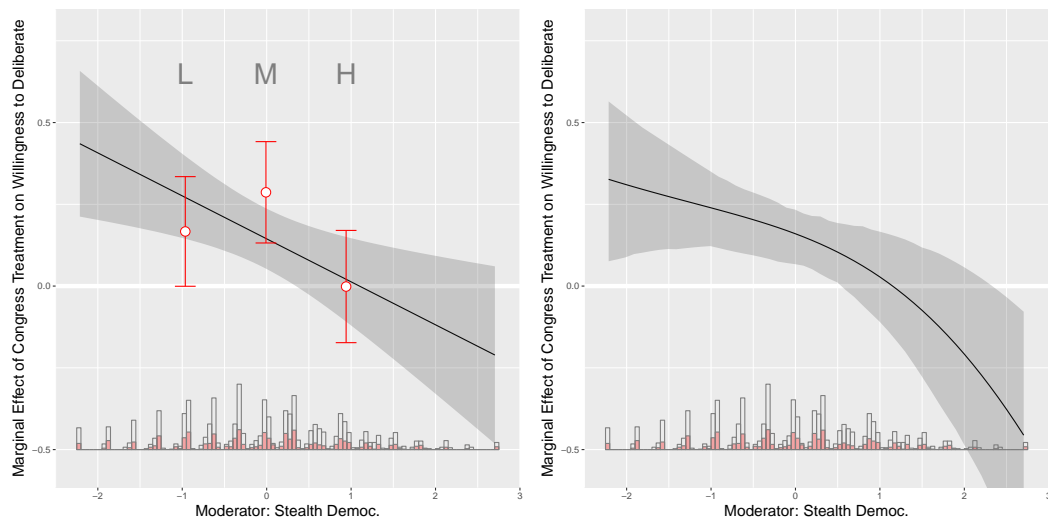 Marginal Effect of Congress Treatment on Willingness to Deliberate
L M H
0.5
0.0
−0.5
−2 −1 0 1 2 3
Moderator: Stealth Democ.
Marginal Effect of Congress Treatment on Willingness to Deliberate
0.5
0.0
−0.5
−2 −1 0 1 2 3
Moderator: Stealth Democ.